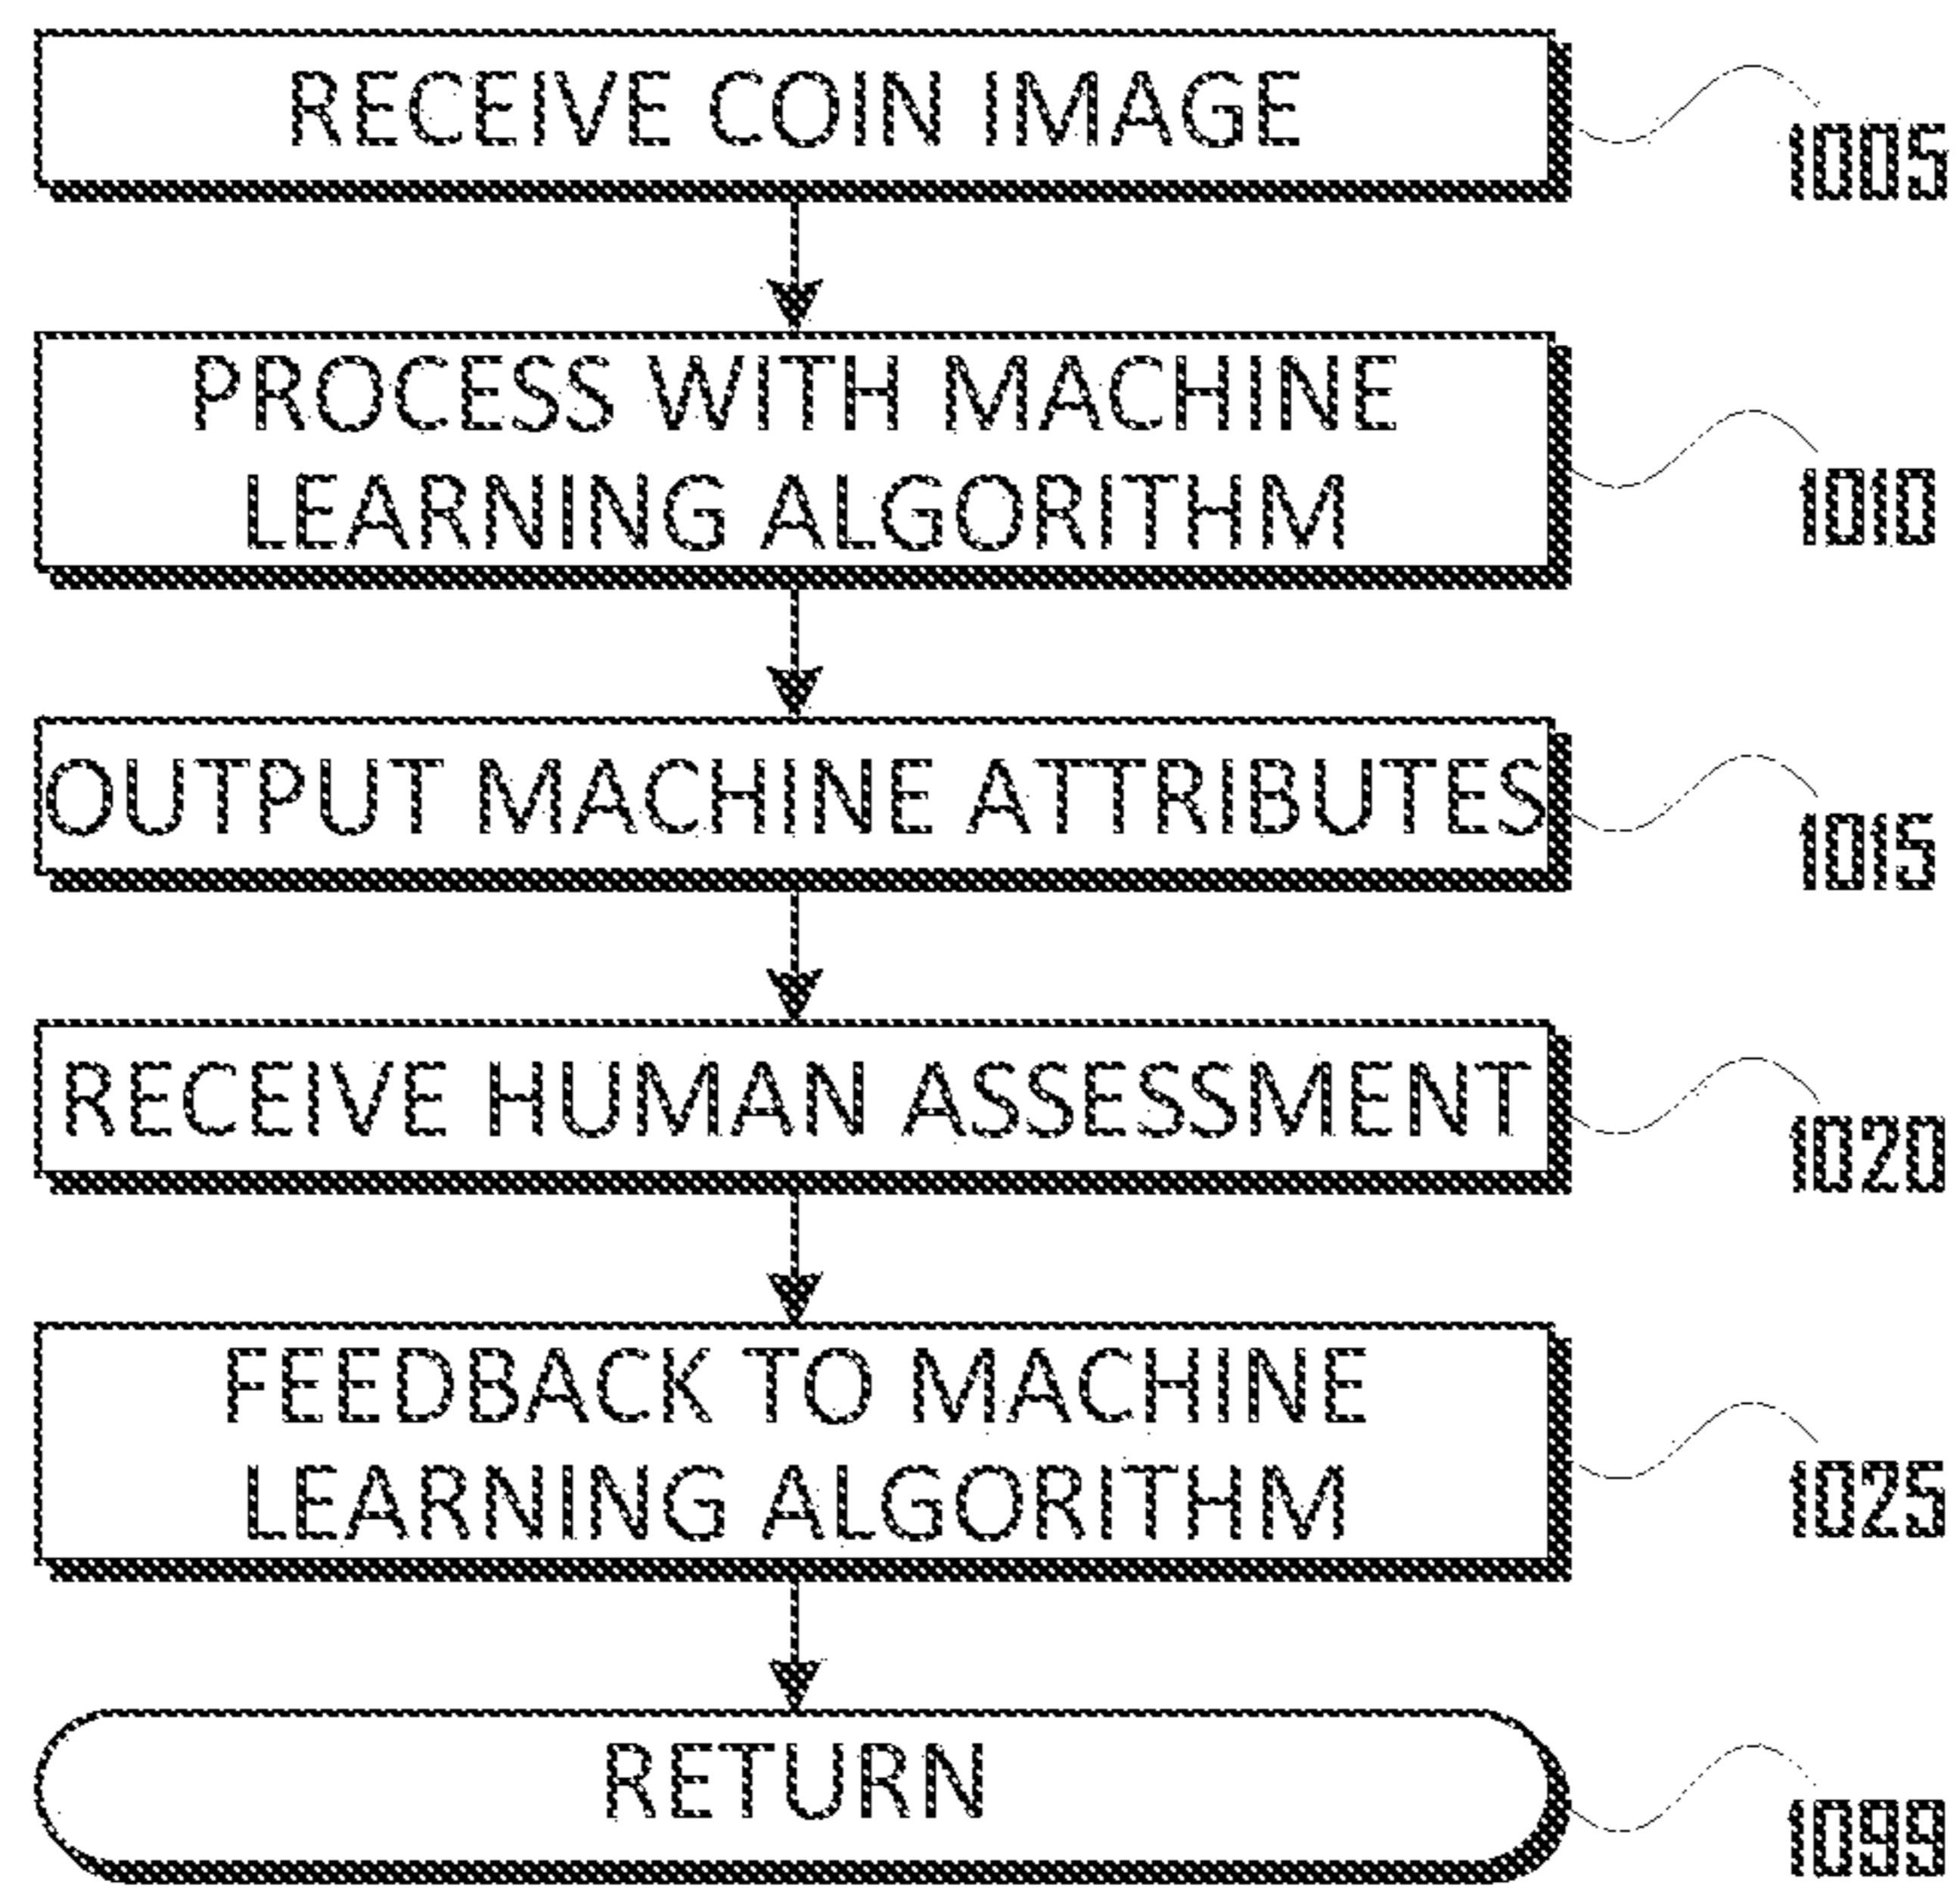 RECEIVE COIN IMAGE
1005
PROCESS WITH MACHINE
LEARNING ALGORITHM
1010
OUTPUT MACHINE ATTRIBUTES
1015
RECEIVE HUMAN ASSESSMENT
1020
FEEDBACK TO MACHINE
LEARNING ALGORITHM
1025
RETURN
1099